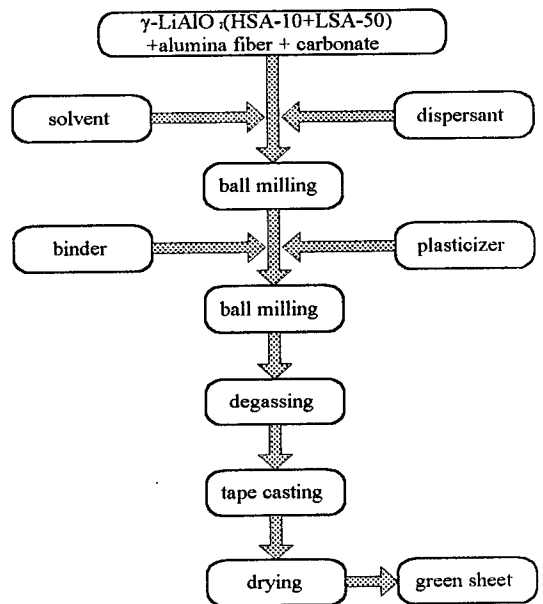 γ-LiAlO₂(HSA-10+LSA-50)
+alumina fiber + carbonate
solvent
dispersant
ball milling
binder
plasticizer
ball milling
degassing
tape casting
drying
green sheet